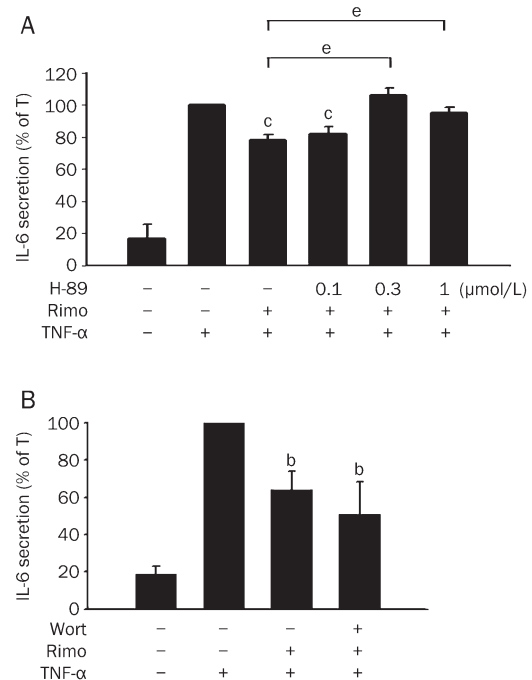 A
e
e
IL-6 secretion (% of T)
120
100
80
60
40
20
0
c c
H-89 – – – 0.1 0.3 1 (μmol/L)
Rimo – – + + + +
TNF-α – + + + + +
B
IL-6 secretion (% of T)
100
80
60
40
20
0
b b
Wort – – – +
Rimo – – + +
TNF-α – + + +